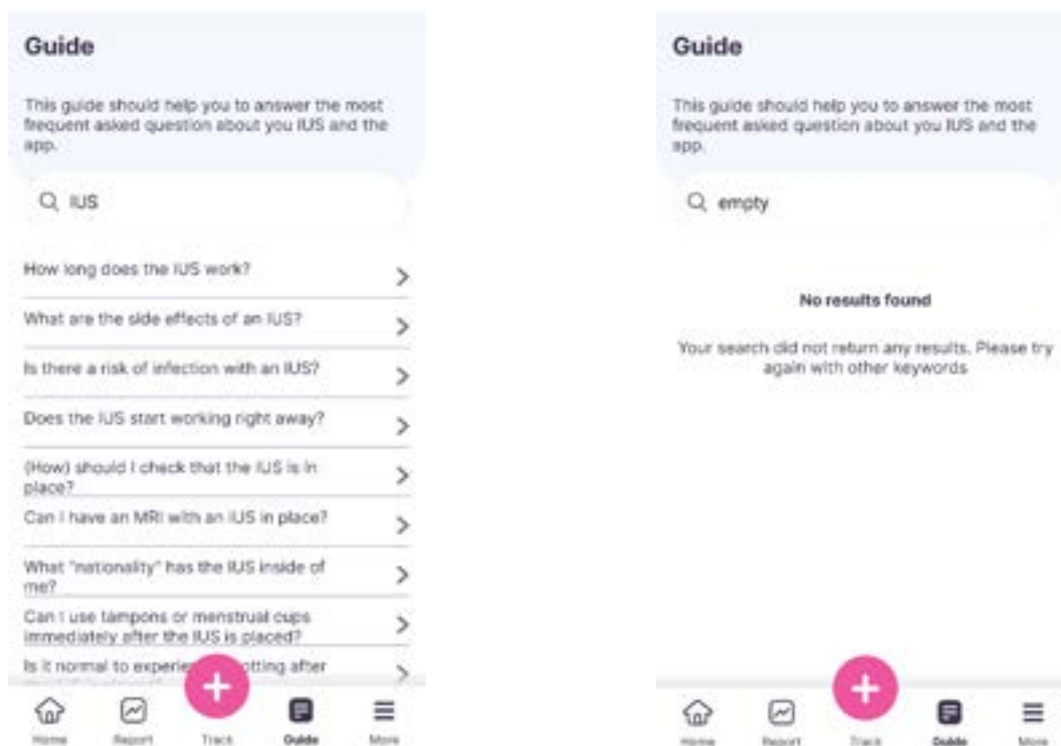 Guide
This guide should help you to answer the most
frequent asked question about you IUS and the
app.
IUS
How long does the IUS work?
What are the side effects of an IUS?
Is there a risk of infection with an IUS?
Does the IUS start working right away?
(How) should I check that the IUS is in
place?
Can I have an MRI with an IUS in place?
What "nationality" has the IUS inside of
me?
Can I use tampons or menstrual cups
immediately after the IUS is placed?
Is it normal to otting after
Home Report Track Guide More
Guide
This guide should help you to answer the most
frequent asked question about you IUS and the
app.
empty
No results found
Your search did not return any results. Please try
again with other keywords
Home Report Track Guide More